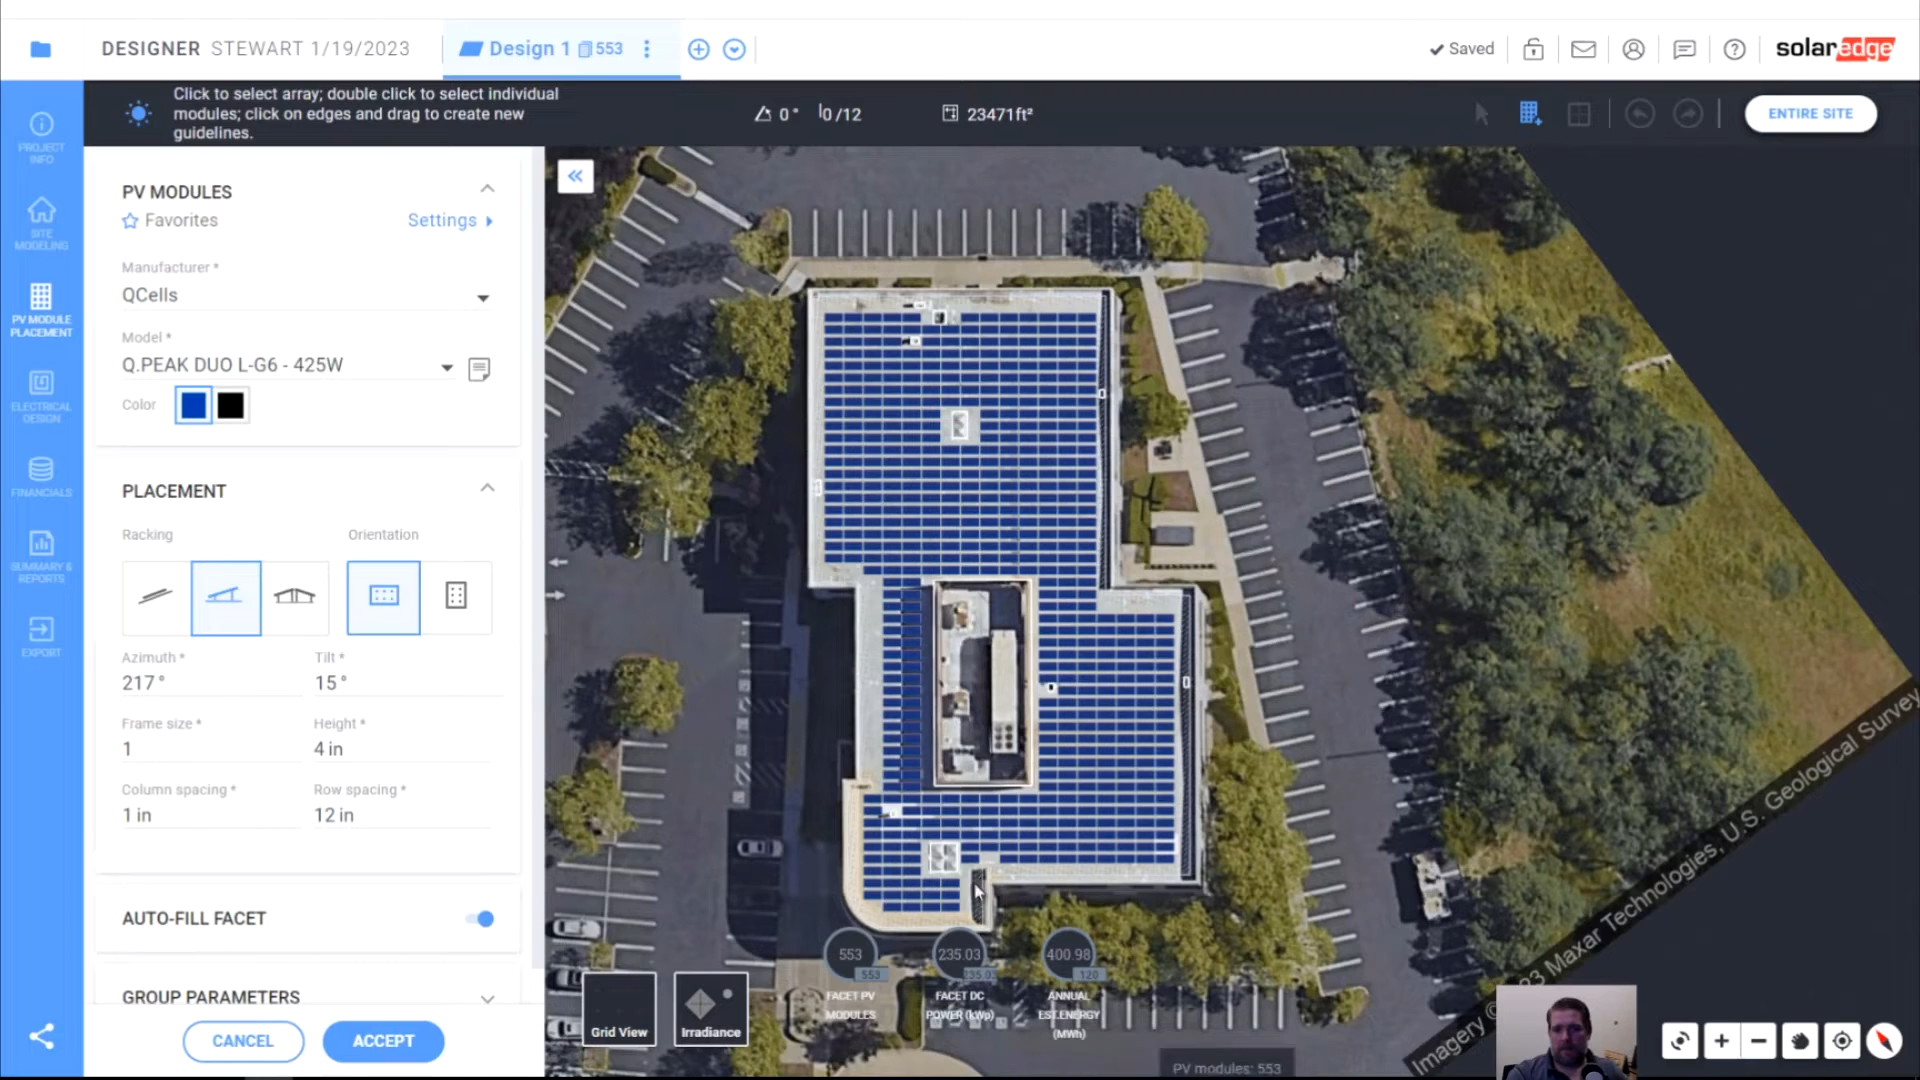 DESIGNER STEWART 1/19/2023
Design 1 553
Saved
solaredge
Click to select array; double click to select individual
modules; click on edges and drag to create new
guidelines.
0° 0/12 23471ft²
ENTIRE SITE
PROJECT
INFO
SITE
MODELING
PV MODULE
PLACEMENT
ELECTRICAL
DESIGN
FINANCIALS
SUMMARY &
REPORTS
EXPORT
PV MODULES
Favorites Settings
Manufacturer *
QCells
Model *
Q.PEAK DUO L-G6 - 425W
Color
PLACEMENT
Racking Orientation
Azimuth * Tilt *
217° 15°
Frame size * Height *
1 4 in
Column spacing * Row spacing *
1 in 12 in
AUTO-FILL FACET
GROUP PARAMETERS
CANCEL ACCEPT
Grid View Irradiance
553 235.03 400.98
553 235.03 120
FACET PV
MODULES
FACET DC
POWER (kWp)
ANNUAL
EST.ENERGY
(MWh)
PV modules: 553
Imagery © 23 Maxar Technologies, U.S. Geological Survey